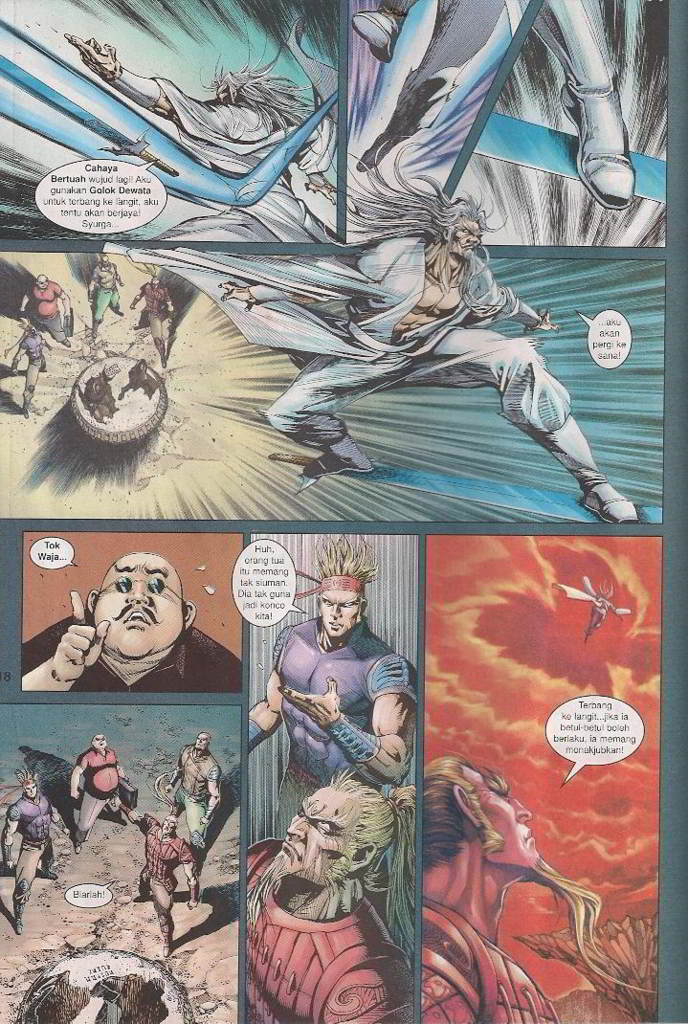 Cahaya
Bertuah wujud lagi! Aku
gunakan Golok Dewata
untuk terbang ke langit, aku
tentu akan berjaya!
Syurga...
...aku
akan
pergi ke
sana!
Tok
Waja...
Huh,
orang tua
itu memang
tak siuman.
Dia tak guna
jadi konco
kita!
Terbang
ke langit...jika ia
betul-betul boleh
berlaku, ia memang
monakjubkan!
18
Biarlah!